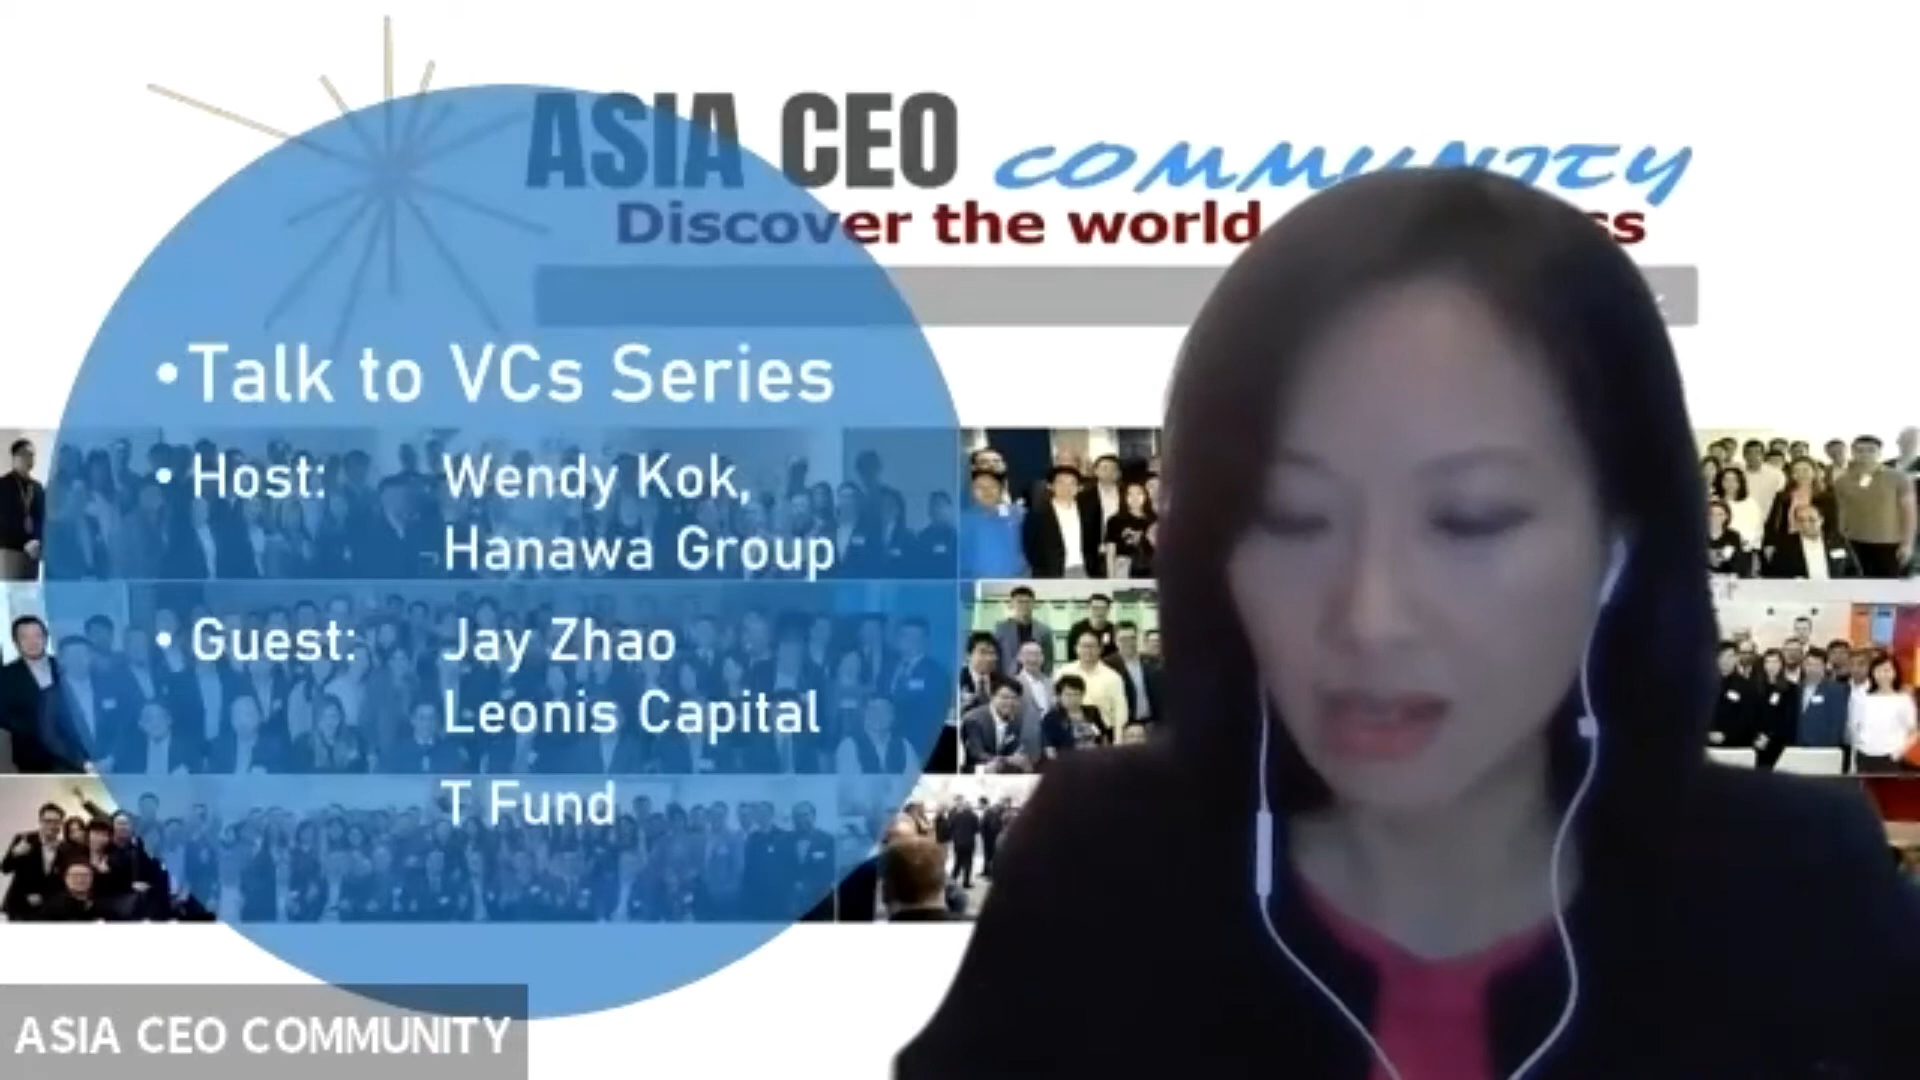 ASIA CEO COMMUNITY
Discover the world
•Talk to VCs Series
• Host: Wendy Kok,
Hanawa Group
• Guest: Jay Zhao
Leonis Capital
T Fund
ASIA CEO COMMUNITY